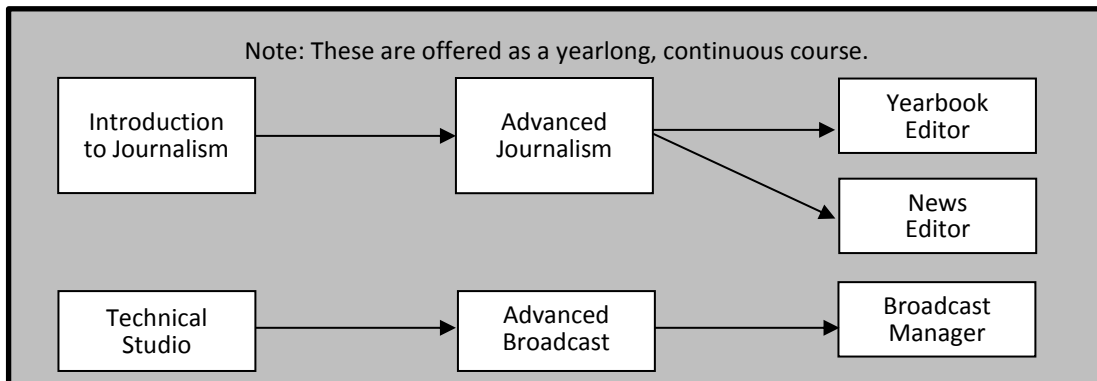 Note: These are offered as a yearlong, continuous course.
Introduction
to Journalism
Advanced
Journalism
Yearbook
Editor
News
Editor
Technical
Studio
Advanced
Broadcast
Broadcast
Manager